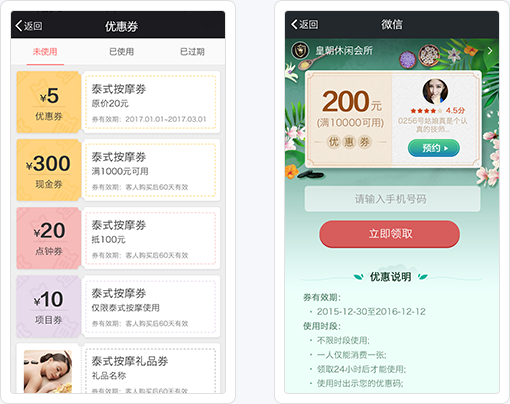 返回
优惠券
未使用
已使用
已过期
¥5
优惠券
泰式按摩券
原价20元
券有效期：2017.01.01~2017.03.01
¥300
现金券
泰式按摩券
满1000元可用
券有效期：客人购买后60天有效
¥20
点钟券
泰式按摩券
抵100元
券有效期：客人购买后60天有效
¥10
项目券
泰式按摩券
仅限泰式按摩使用
券有效期：客人购买后60天有效
泰式按摩礼品券
礼品名称
券有效期：客人购买后60天有效
返回
微信
皇朝休闲会所
200元
(满10000可用)
优惠券
4.5分
0256号姑娘真是个认
真的技师..
预约
请输入手机号码
立即领取
优惠说明
券有效期：
• 2015-12-30至2016-12-12
使用时段：
• 不限时段使用;
• 一人仅能消费一张;
• 领取24小时后才能使用;
• 使用时出示您的优惠码;